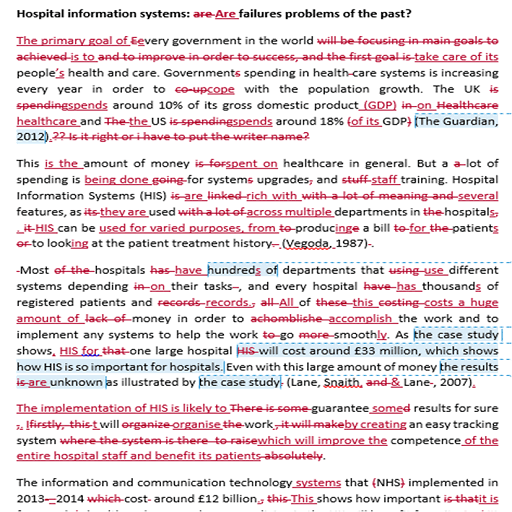 Hospital information systems: are Are failures problems of the past?
The primary goal of Eevery government in the world will be focusing in main goals to
achieved is to and to improve in order to success, and the first goal is take care of its
people's health and care. Governments spending in health-care systems is increasing
every year in order to co-upcope with the population growth. The UK is
spendingspends around 10% of its gross domestic product (GDP) in on Healthcare
healthcare and The the US is spendingspends around 18% (of its GDP) (The Guardian,
2012).?? Is it right or i have to put the writer name?
This is the amount of money is forspent on healthcare in general. But a a lot of
spending is being done going for systems upgrades, and stuff staff training. Hospital
Information Systems (HIS) is are linked rich with with a lot of meaning and several
features, as its they are used with a lot of across multiple departments in the hospitals.
. it HIS can be used for varied purposes, from to producinge a bill to for the patients
or to looking at the patient treatment history. (Vegoda, 1987) .
-Most of the hospitals has have hundreds of departments that using use different
systems depending in on their tasks , and every hospital have has thousands of
registered patients and records records., all All of these this costing costs a huge
amount of lack of money in order to achomblishe accomplish the work and to
implement any systems to help the work to go more smoothly. As the case study
shows, HIS for that one large hospital HIS will cost around £33 million, which shows
how HIS is so important for hospitals. Even with this large amount of money the results
is are unknown as illustrated by the case study. (Lane, Snaith, and & Lane , 2007).
The implementation of HIS is likely to There is some guarantee somed results for sure
., Ifirstly, this t will organize organise the work , it will makeby creating an easy tracking
system where the system is there to raisewhich will improve the competence of the
entire hospital staff and benefit its patients absolutely.
The information and communication technology systems that (NHS) implemented in
2013 –2014 which cost around £12 billion., this This shows how important is thatit is